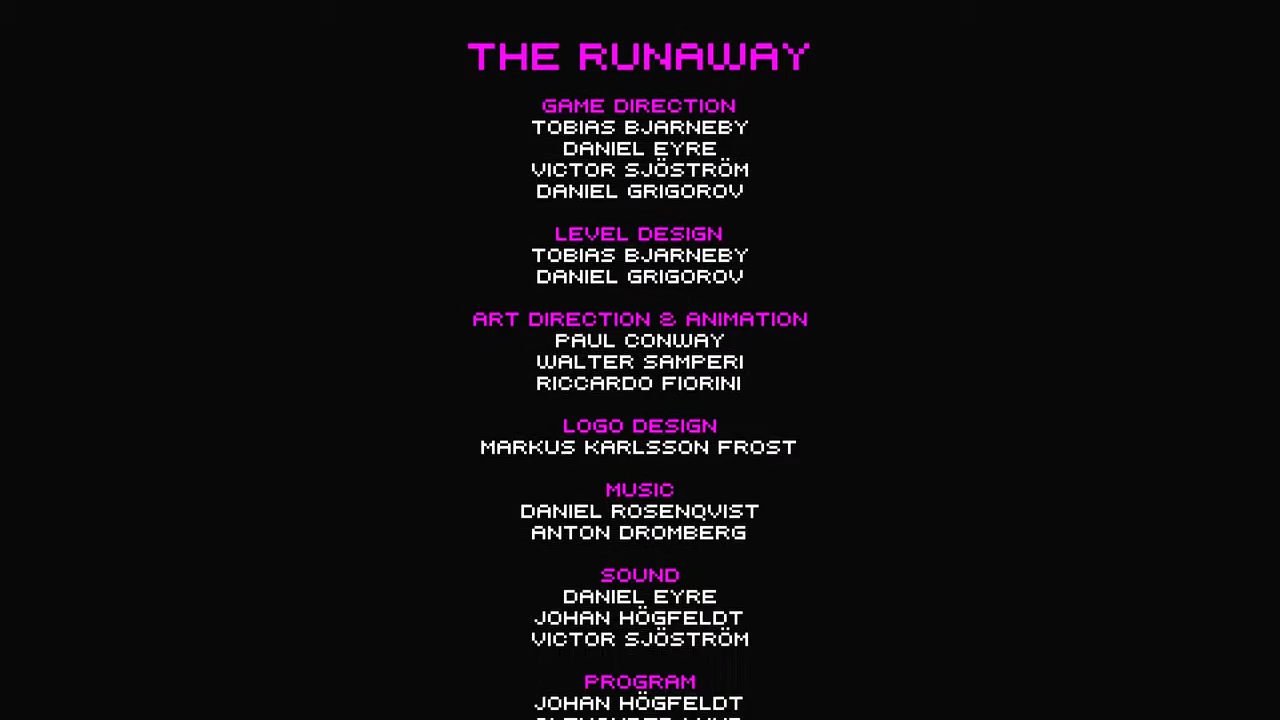 THE RUNAWAY
GAME DIRECTION
TOBIAS BJARNEBY
DANIEL EYRE
VICTOR SJÖSTRÖM
DANIEL GRIGOROV
LEVEL DESIGN
TOBIAS BJARNEBY
DANIEL GRIGOROV
ART DIRECTION & ANIMATION
PAUL CONWAY
WALTER SAMPERI
RICCARDO FIORINI
LOGO DESIGN
MARKUS KARLSSON FROST
MUSIC
DANIEL ROSENQVIST
ANTON DROMBERG
SOUND
DANIEL EYRE
JOHAN HÖGFELDT
VICTOR SJÖSTRÖM
PROGRAM
JOHAN HÖGFELDT